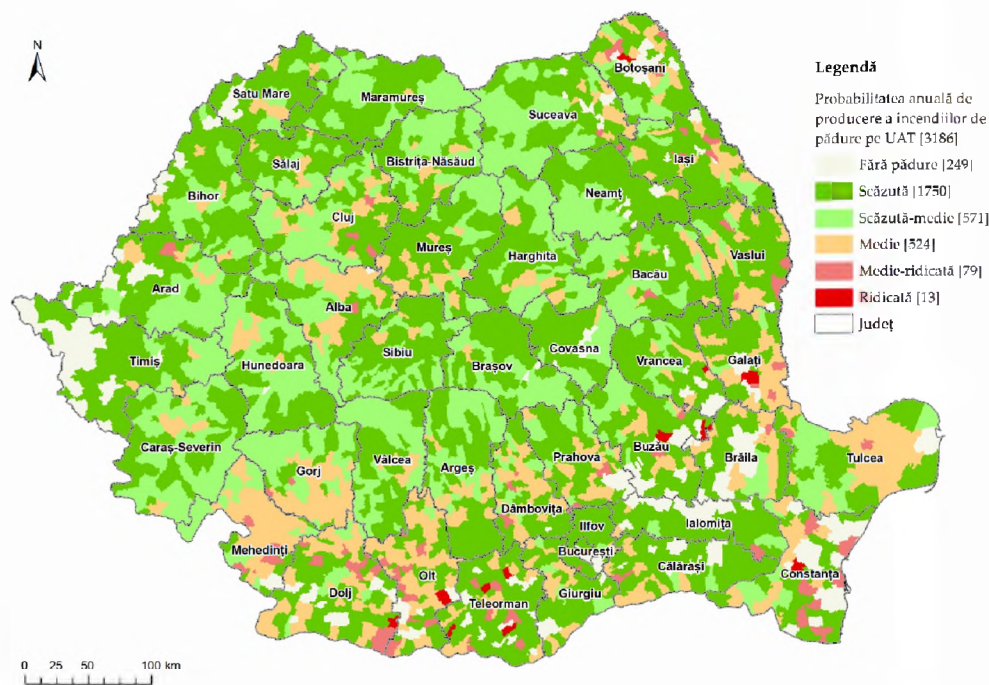 N
Botoșani
Satu Mare
Maramureș
Suceava
Iași
Sălaj
Bistrița-Năsăud
Neamț
Bihor
Cluj
Mureș
Harghita
Bacău
Vaslui
Arad
Alba
Timiș
Hunedoara
Sibiu
Brașov
Covasna
Vrancea
Galați
Caraș-Severin
Gorj
Vâlcea
Argeș
Prahova
Buzău
Brăila
Tulcea
Dâmbovița
Ilfov
Ialomița
București
Mehedinți
Dolj
Olt
Teleorman
Giurgiu
Călărași
Constanța
0 25 50 100 km
Legendă
Probabilitatea anuală de
producere a incendiilor de
pădure pe UAT [3186]
Fără pădure [249]
Scăzută [1750]
Scăzută-medie [571]
Medie [524]
Medie-ridicată [79]
Ridicată [13]
Județ